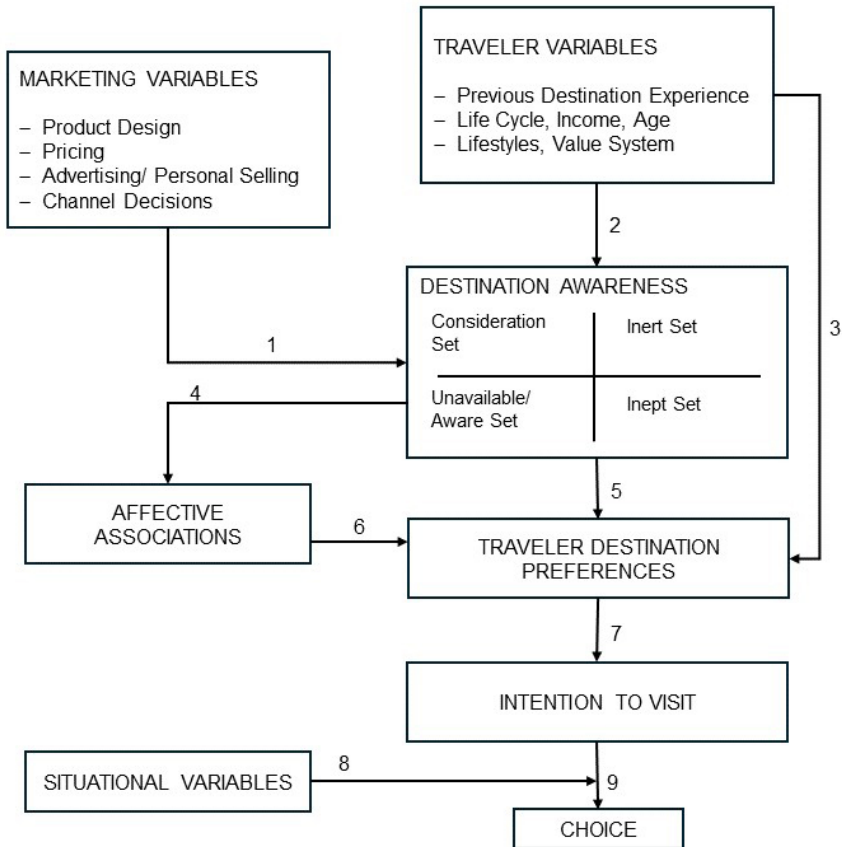 TRAVELER VARIABLES
– Previous Destination Experience
– Life Cycle, Income, Age
– Lifestyles, Value System
MARKETING VARIABLES
– Product Design
– Pricing
– Advertising/ Personal Selling
– Channel Decisions
2
DESTINATION AWARENESS
Consideration
Set
Inert Set
Unavailable/
Aware Set
Inept Set
1
3
4
5
AFFECTIVE
ASSOCIATIONS
6
TRAVELER DESTINATION
PREFERENCES
7
INTENTION TO VISIT
SITUATIONAL VARIABLES
8
9
CHOICE